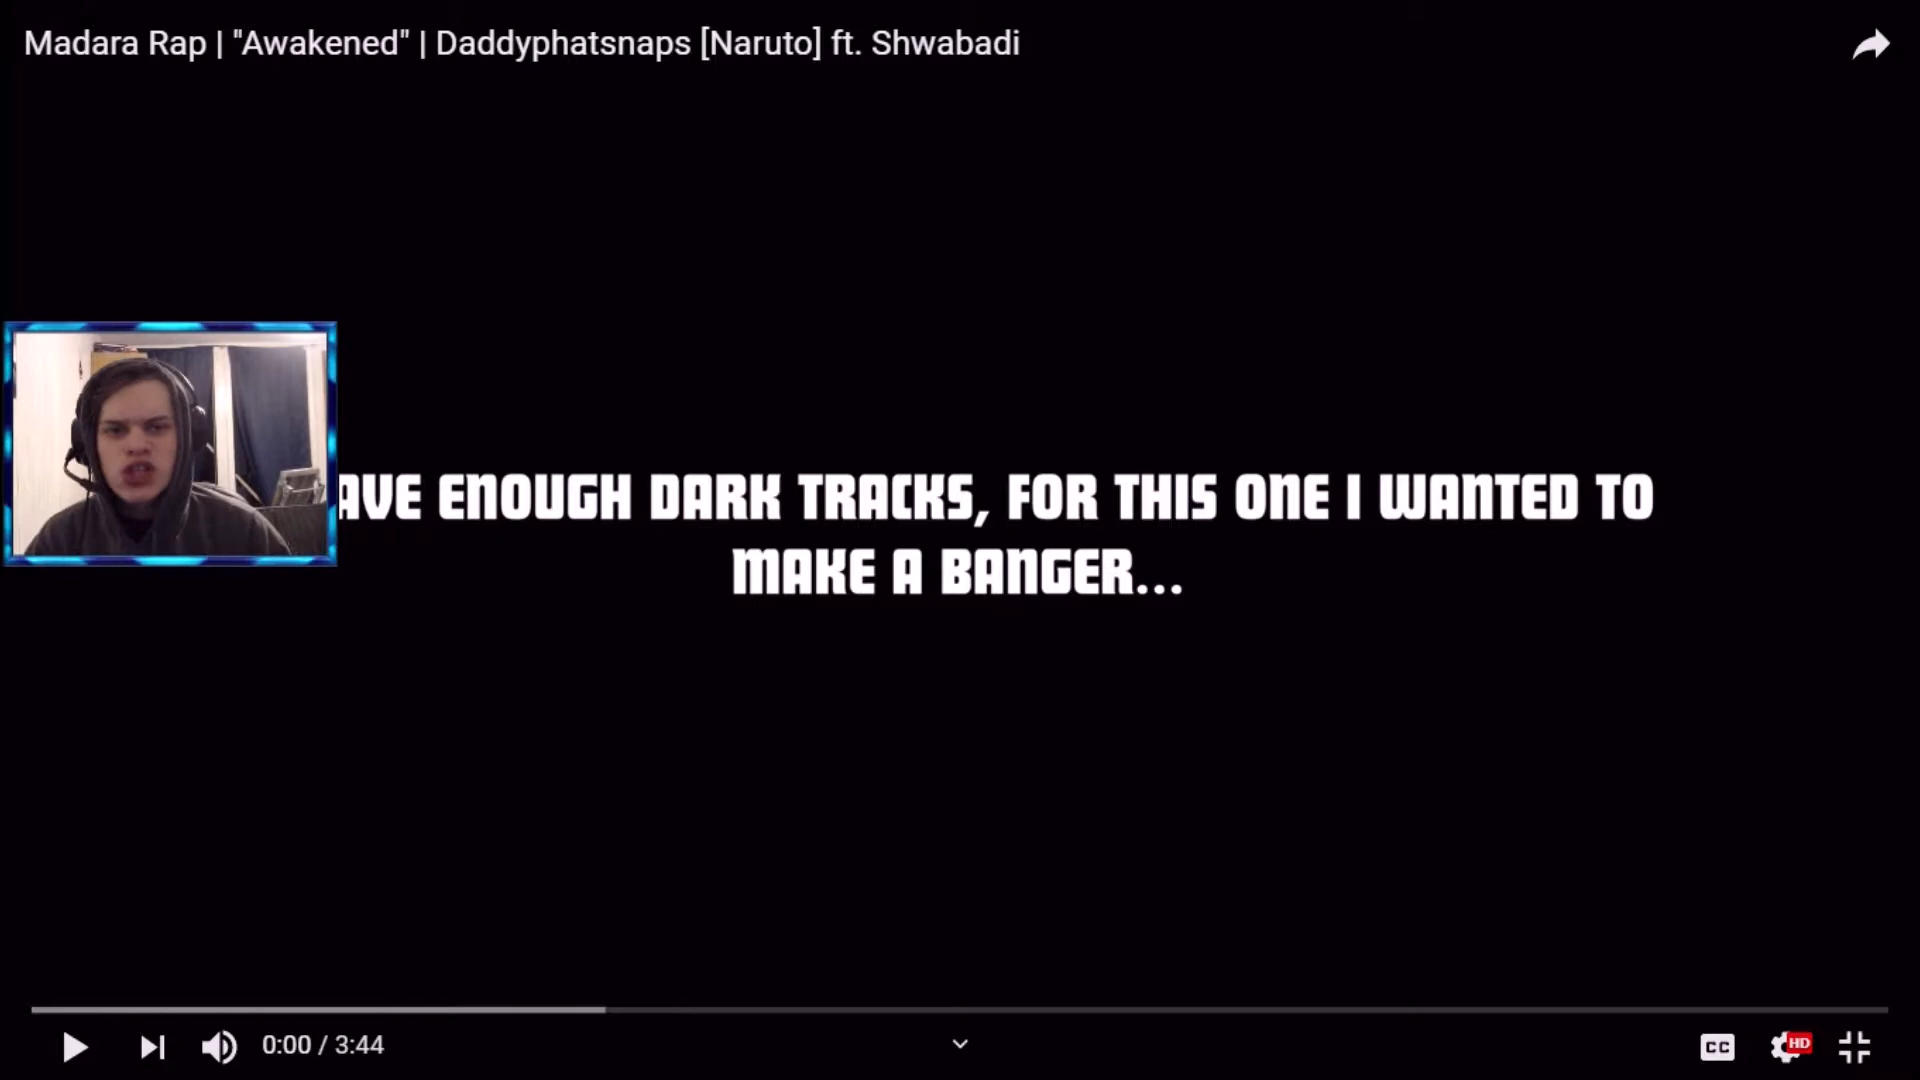 Madara Rap | "Awakened" | Daddyphatsnaps [Naruto] ft. Shwabadi
ENOUGH DARK TRACKS, FOR THIS ONE I WANTED TO
MAKE A BANGER...
0:00 / 3:44
CC
HD